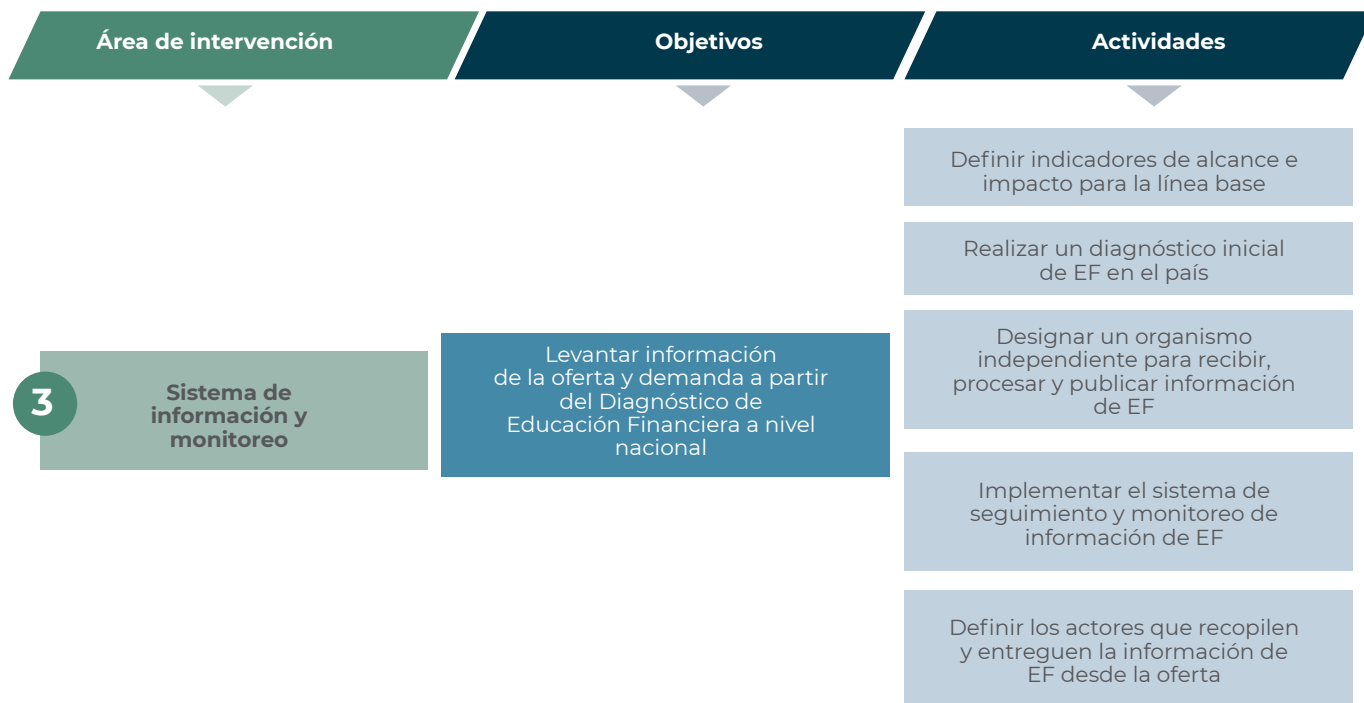 Área de intervención
Objetivos
Actividades
3
Sistema de
información y
monitoreo
Levantar información
de la oferta y demanda a partir
del Diagnóstico de
Educación Financiera a nivel
nacional
Definir indicadores de alcance e
impacto para la línea base
Realizar un diagnóstico inicial
de EF en el país
Designar un organismo
independiente para recibir,
procesar y publicar información
de EF
Implementar el sistema de
seguimiento y monitoreo de
información de EF
Definir los actores que recopilen
y entreguen la información de
EF desde la oferta